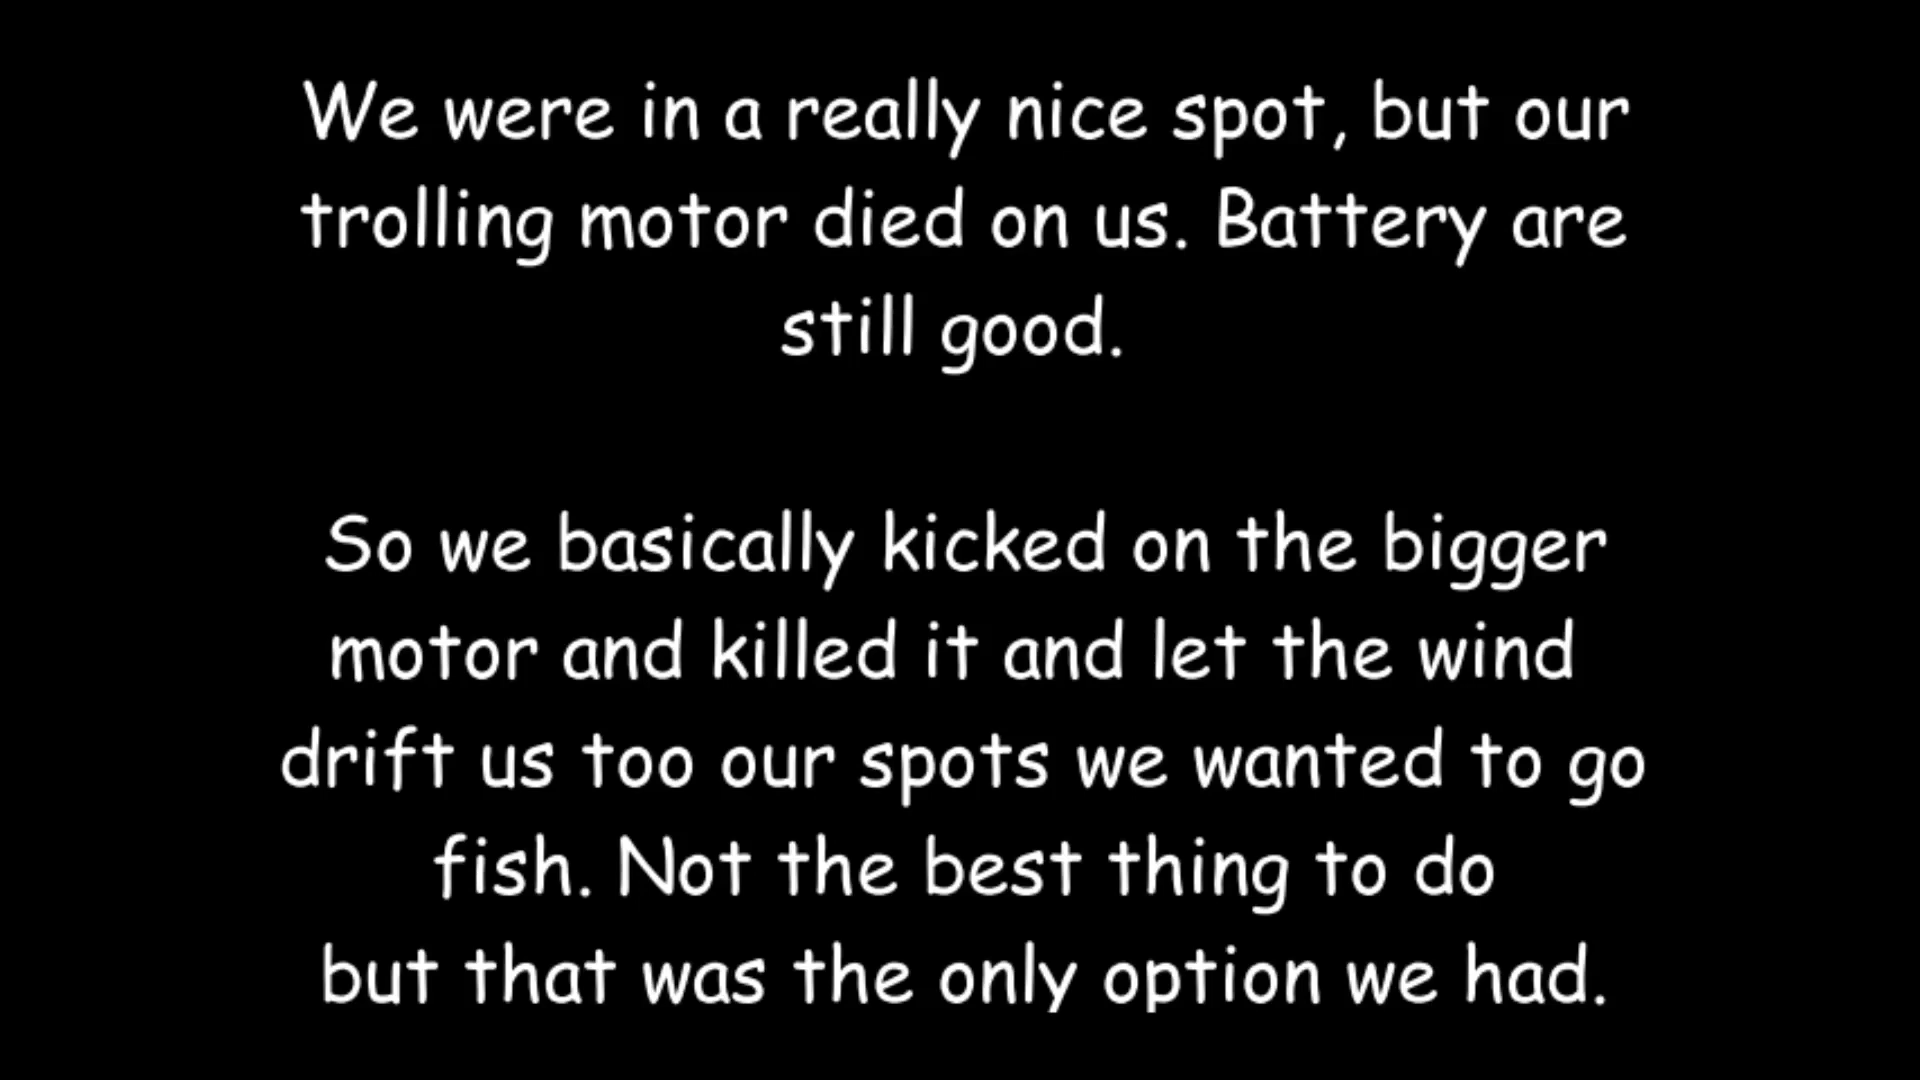 We were in a really nice spot, but our
trolling motor died on us. Battery are
still good.
So we basically kicked on the bigger
motor and killed it and let the wind
drift us too our spots we wanted to go
fish. Not the best thing to do
but that was the only option we had.